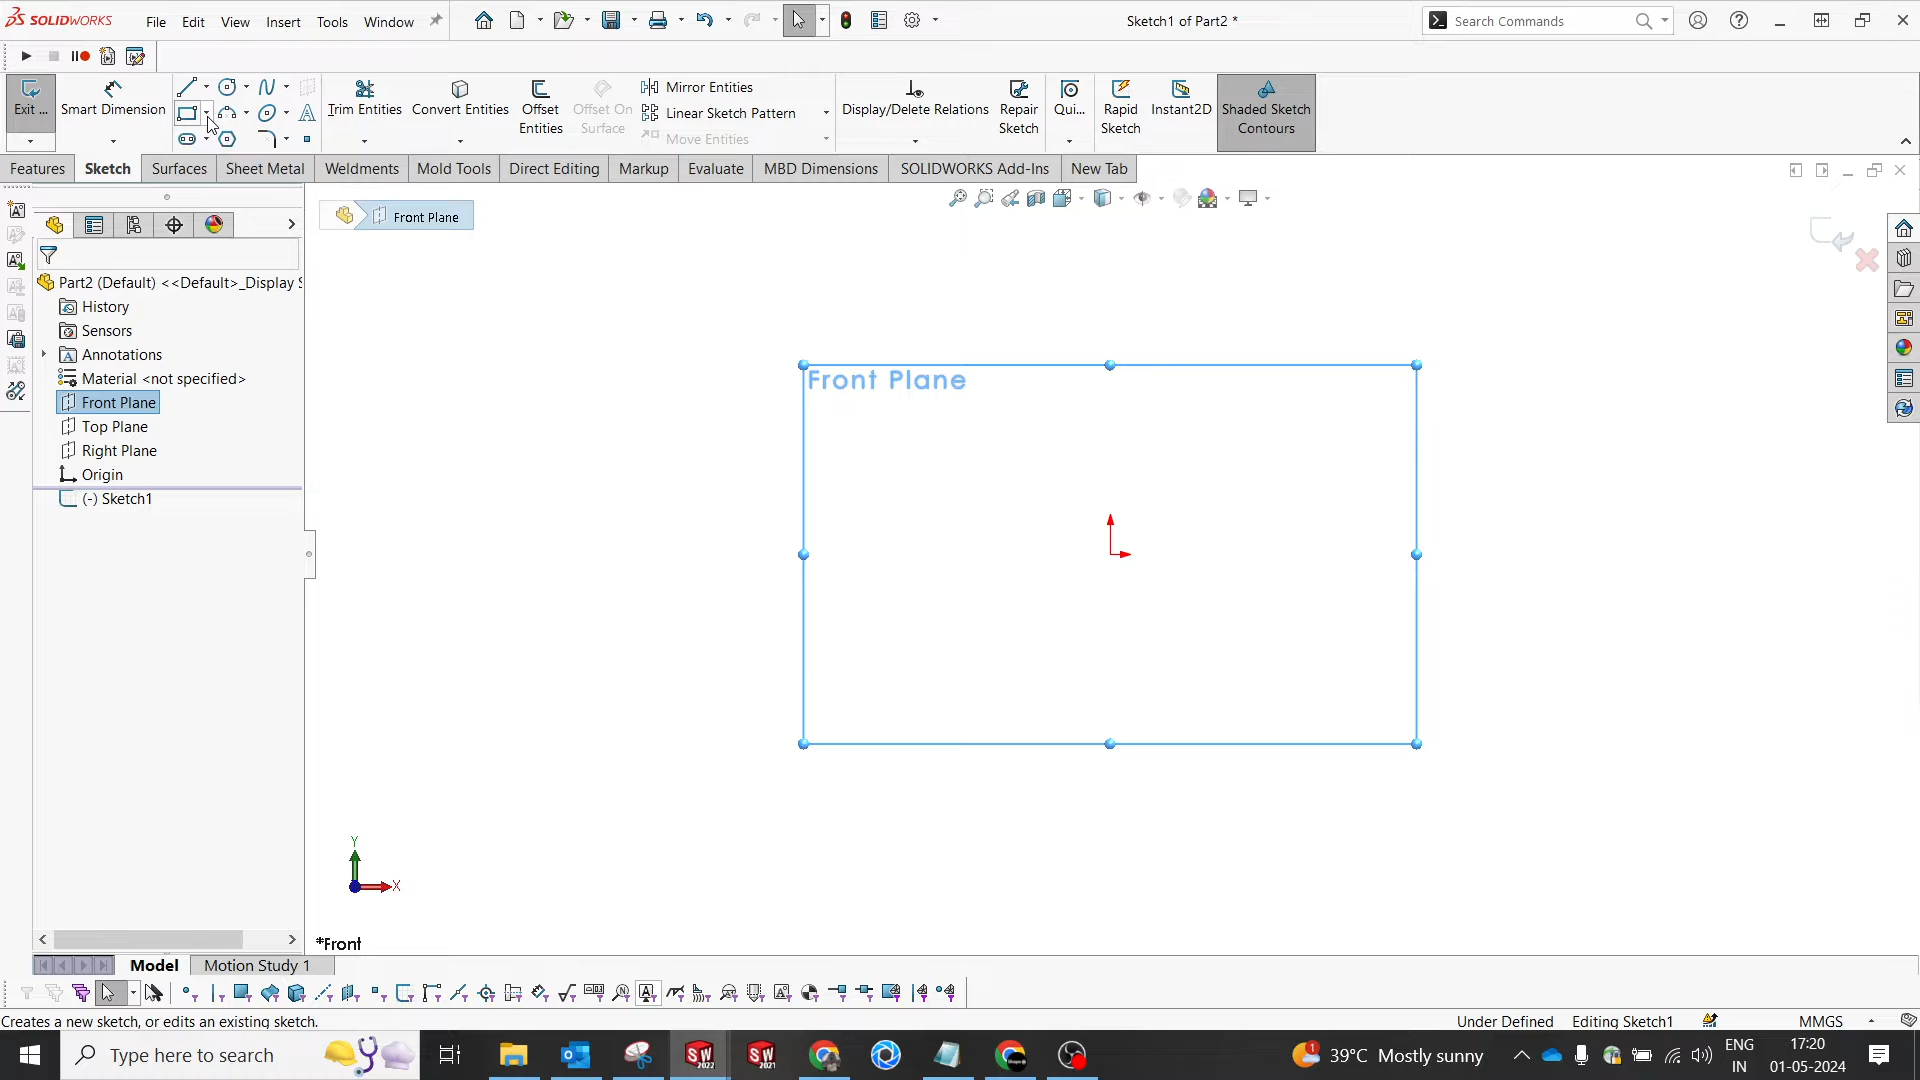 SOLIDWORKS File Edit View Insert Tools Window Sketch1 of Part2 * Search Commands
Exit ... Smart Dimension Trim Entities Convert Entities Offset Entities Offset On Surface Mirror Entities Linear Sketch Pattern Move Entities Display/Delete Relations Repair Sketch Qui... Rapid Sketch Instant2D Shaded Sketch Contours
Features Sketch Surfaces Sheet Metal Weldments Mold Tools Direct Editing Markup Evaluate MBD Dimensions SOLIDWORKS Add-Ins New Tab
Front Plane
Part2 (Default) <<Default>_Display S
History
Sensors
Annotations
Material <not specified>
Front Plane
Top Plane
Right Plane
Origin
(-) Sketch1
Front Plane
Y
X
*Front
Model Motion Study 1
Creates a new sketch, or edits an existing sketch. Under Defined Editing Sketch1 MMGS
Type here to search SW 2022 SW 2021 1 39°C Mostly sunny ENG IN 17:20 01-05-2024